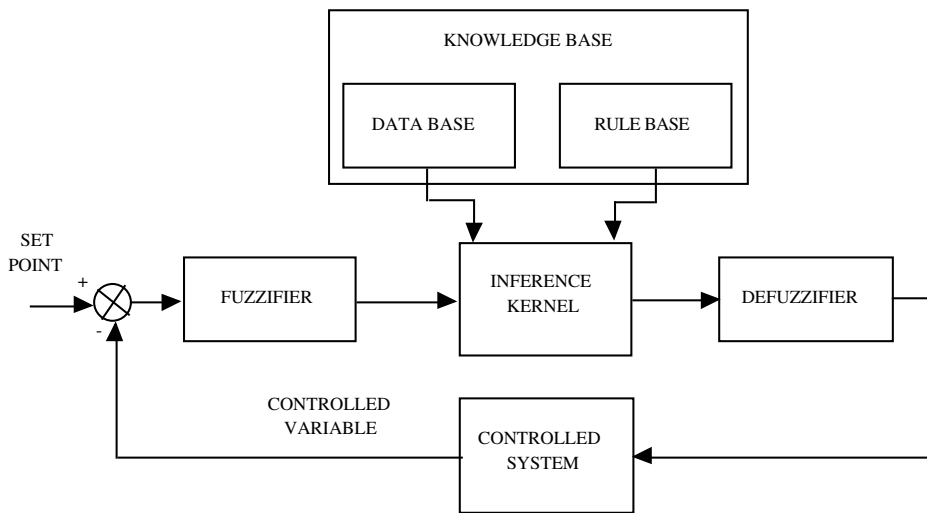 KNOWLEDGE BASE
DATA BASE
RULE BASE
SET
POINT
+
-
FUZZIFIER
INFERENCE
KERNEL
DEFUZZIFIER
CONTROLLED
VARIABLE
CONTROLLED
SYSTEM